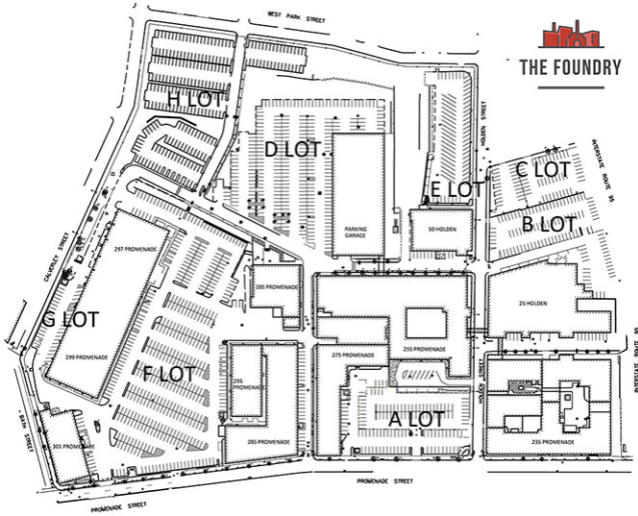 BEST PARK STREET
THE FOUNDRY
H LOT
D LOT
HOLDEN STREET
E LOT
C LOT
INTERSTATE ROUTE 95
B LOT
PARKING
GARAGE
50 HOLDEN
CALVERLEY STREET
297 PROMENADE
285 PROMENADE
25 HOLDEN
G LOT
299 PROMENADE
F LOT
275 PROMENADE
255 PROMENADE
INTERSTATE ROUTE 95
295
PROMENADE
HOLDEN STREET
A LOT
BATH STREET
301 PROMENADE
285 PROMENADE
235 PROMENADE
PROMENADE STREET
PROMENADE STREET